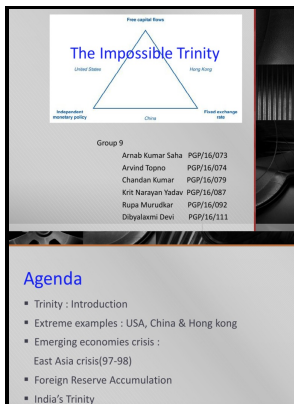 Free capital flows
The Impossible Trinity
United States
Hong Kong
Independent
monetary policy
China
Fixed exchange
rate
Group 9
Arnab Kumar Saha PGP/16/073
Arvind Topno PGP/16/074
Chandan Kumar PGP/16/079
Krit Narayan Yadav PGP/16/087
Rupa Murudkar PGP/16/092
Dibyalaxmi Devi PGP/16/111
Agenda
▪ Trinity : Introduction
▪ Extreme examples : USA, China & Hong kong
▪ Emerging economies crisis :
East Asia crisis(97-98)
▪ Foreign Reserve Accumulation
▪ India's Trinity